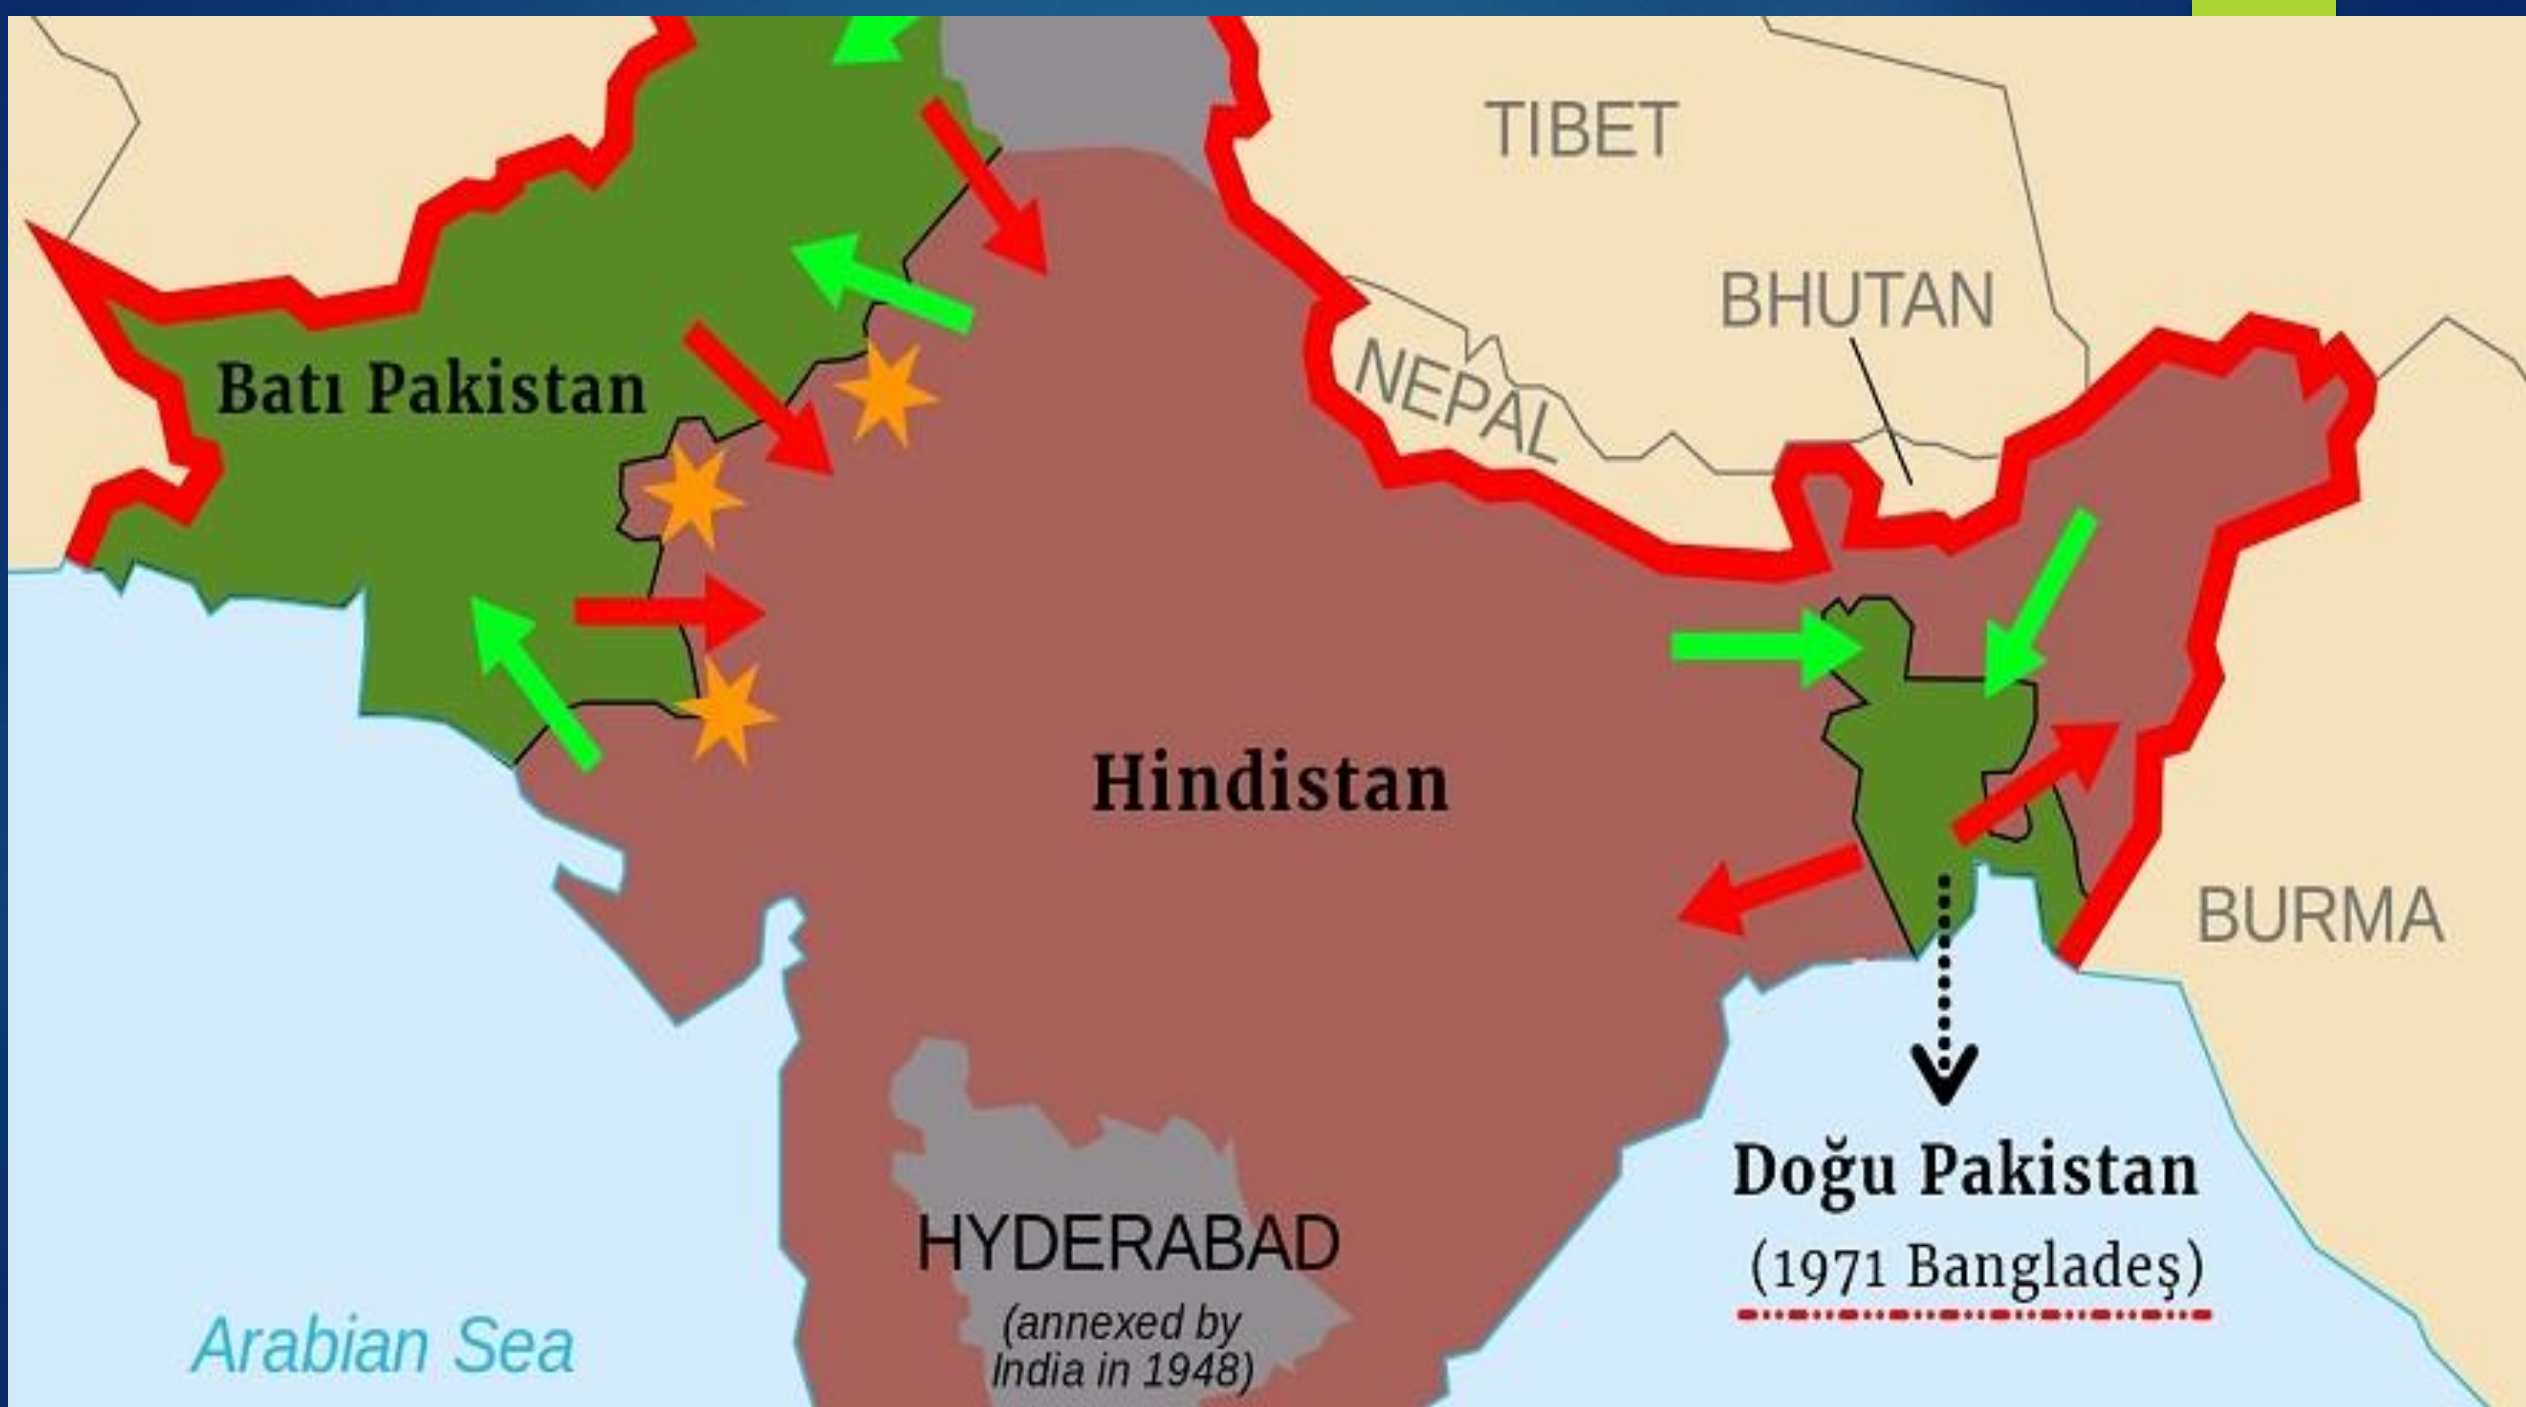 TIBET
BHUTAN
NEPAL
Batı Pakistan
Hindistan
BURMA
Doğu Pakistan
(1971 Bangladeş)
HYDERABAD
(annexed by
India in 1948)
Arabian Sea